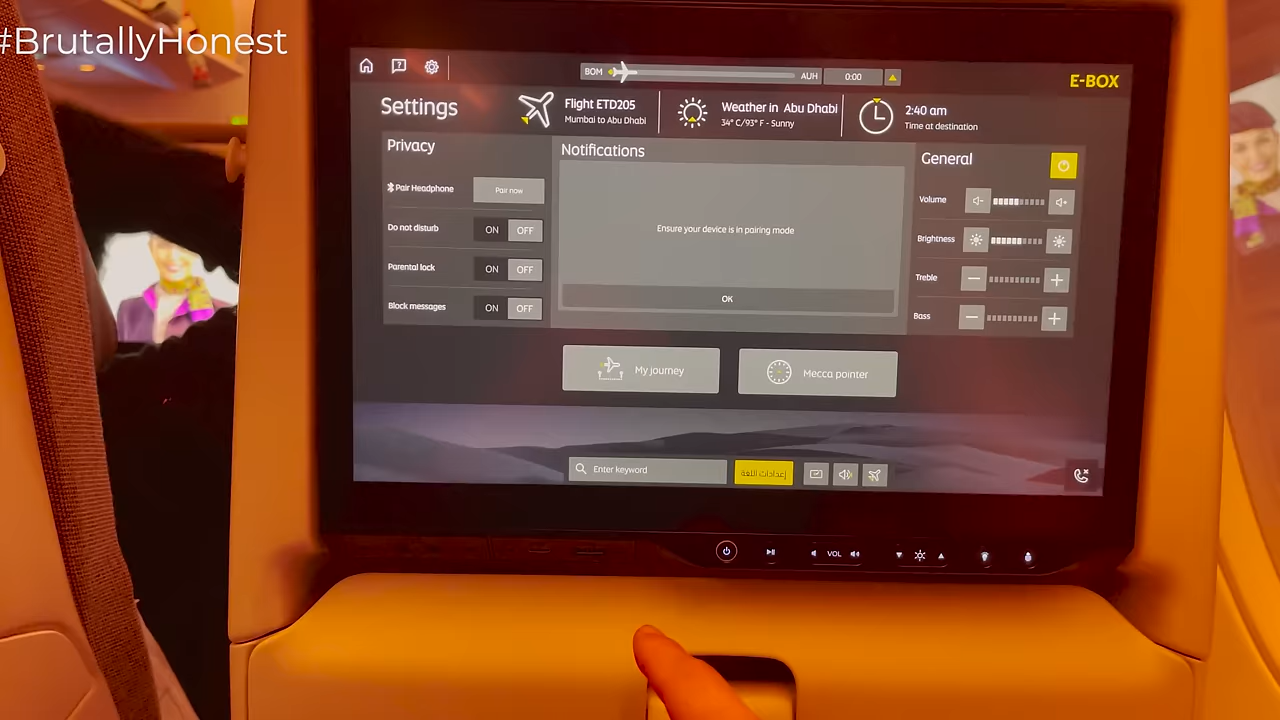 #BrutallyHonest
BOM
AUH
0:00
E-BOX
Settings
Flight ETD205
Mumbai to Abu Dhabi
Weather in Abu Dhabi
34° C/93° F - Sunny
2:40 am
Time at destination
Privacy
Pair Headphone
Pair now
Do not disturb
ON OFF
Parental lock
ON OFF
Block messages
ON OFF
Notifications
Ensure your device is in pairing mode
OK
General
Volume
Brightness
Treble
Bass
My journey
Mecca pointer
Enter keyword
إعدادات اللغة
VOL